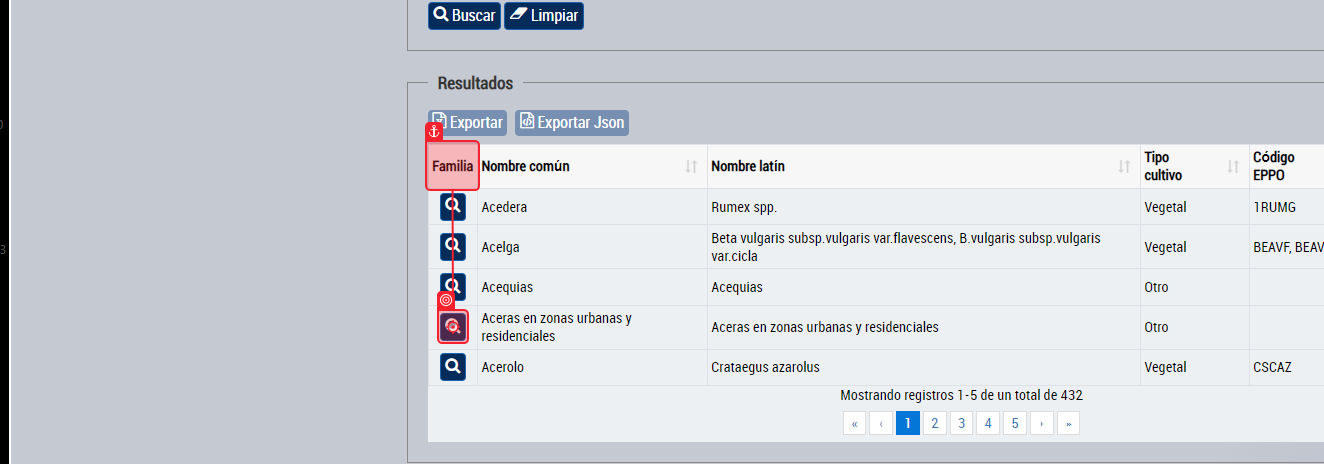 Buscar Limpiar
Resultados
Exportar Exportar Json
Familia Nombre común Nombre latín Tipo cultivo Código EPPO
Acedera Rumex spp. Vegetal 1RUMG
Acelga Beta vulgaris subsp.vulgaris var.flavescens, B.vulgaris subsp.vulgaris var.cicla Vegetal BEAVF, BEAV
Acequias Acequias Otro
Aceras en zonas urbanas y residenciales Aceras en zonas urbanas y residenciales Otro
Acerolo Crataegus azarolus Vegetal CSCAZ
Mostrando registros 1-5 de un total de 432
« ‹ 1 2 3 4 5 › »